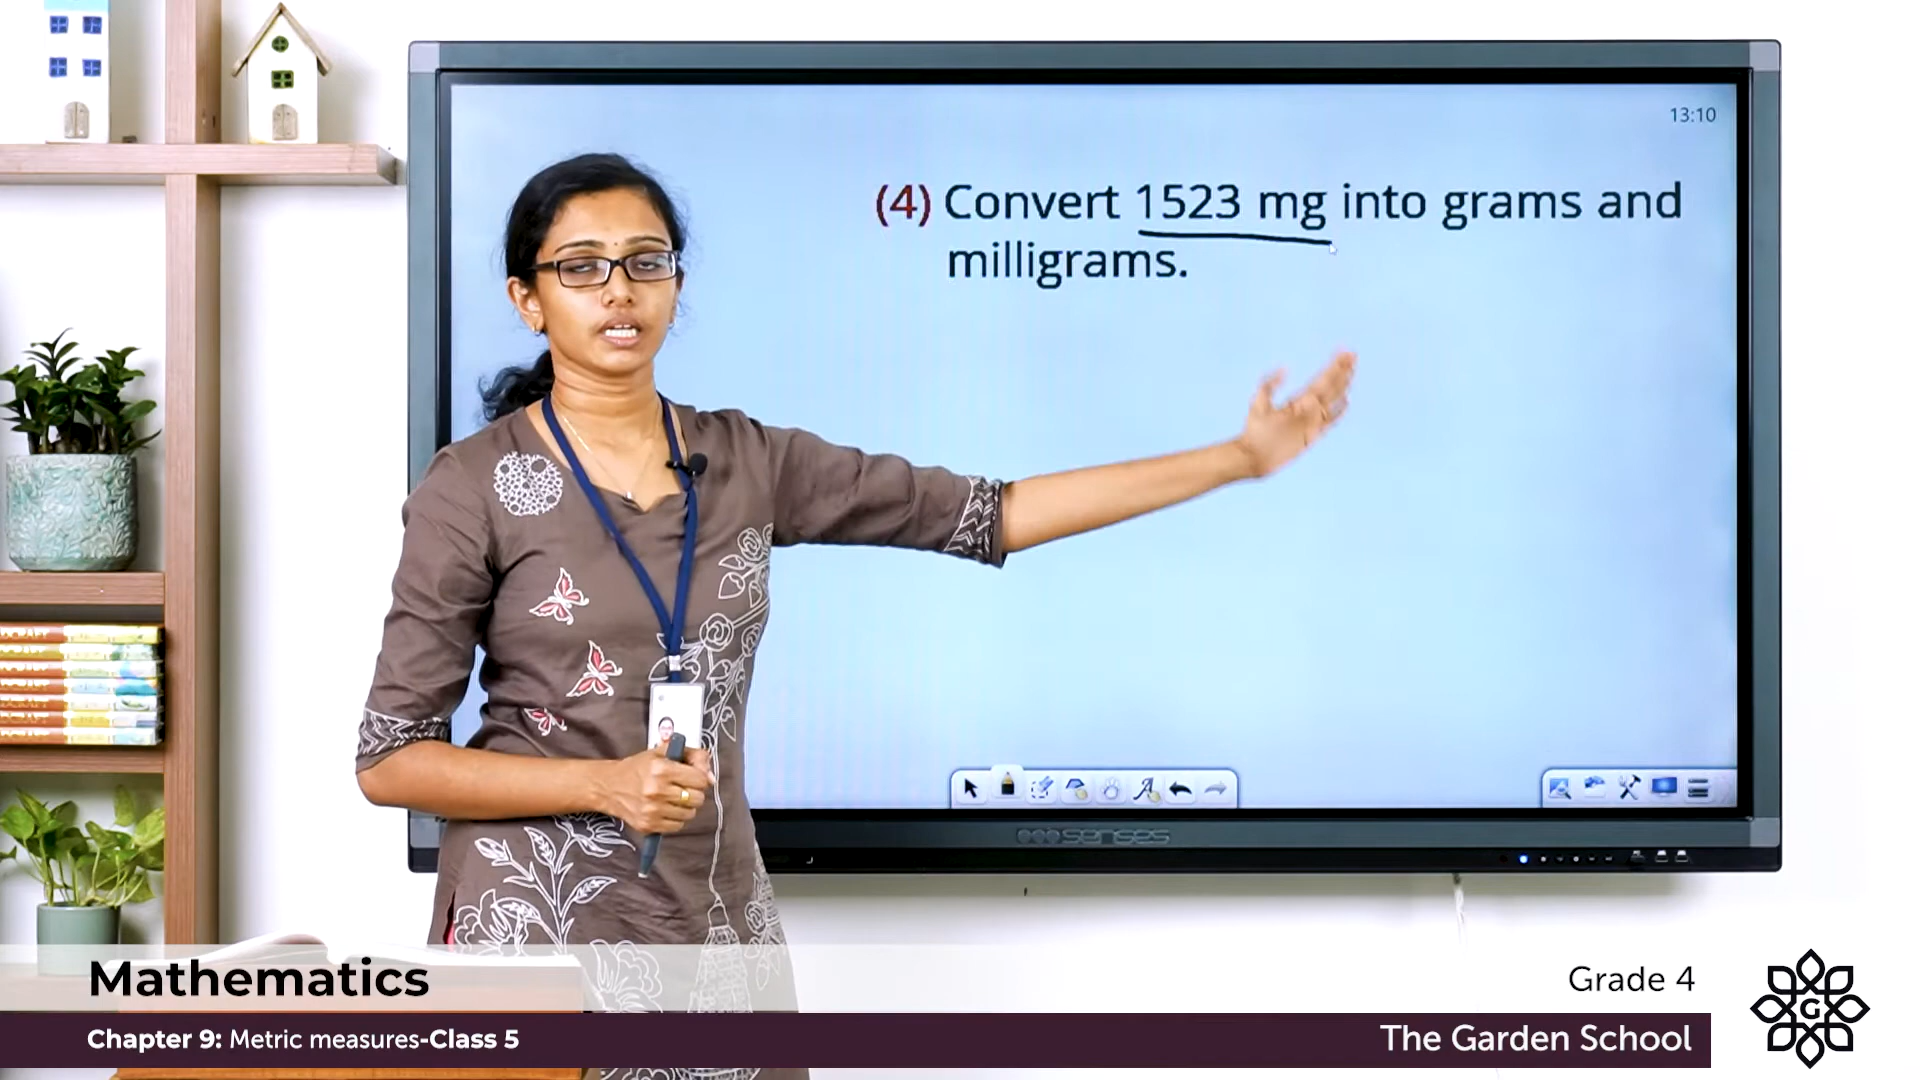 13:10
(4) Convert 1523 mg into grams and
milligrams.
senses
Mathematics
Grade 4
Chapter 9: Metric measures-Class 5
The Garden School
G